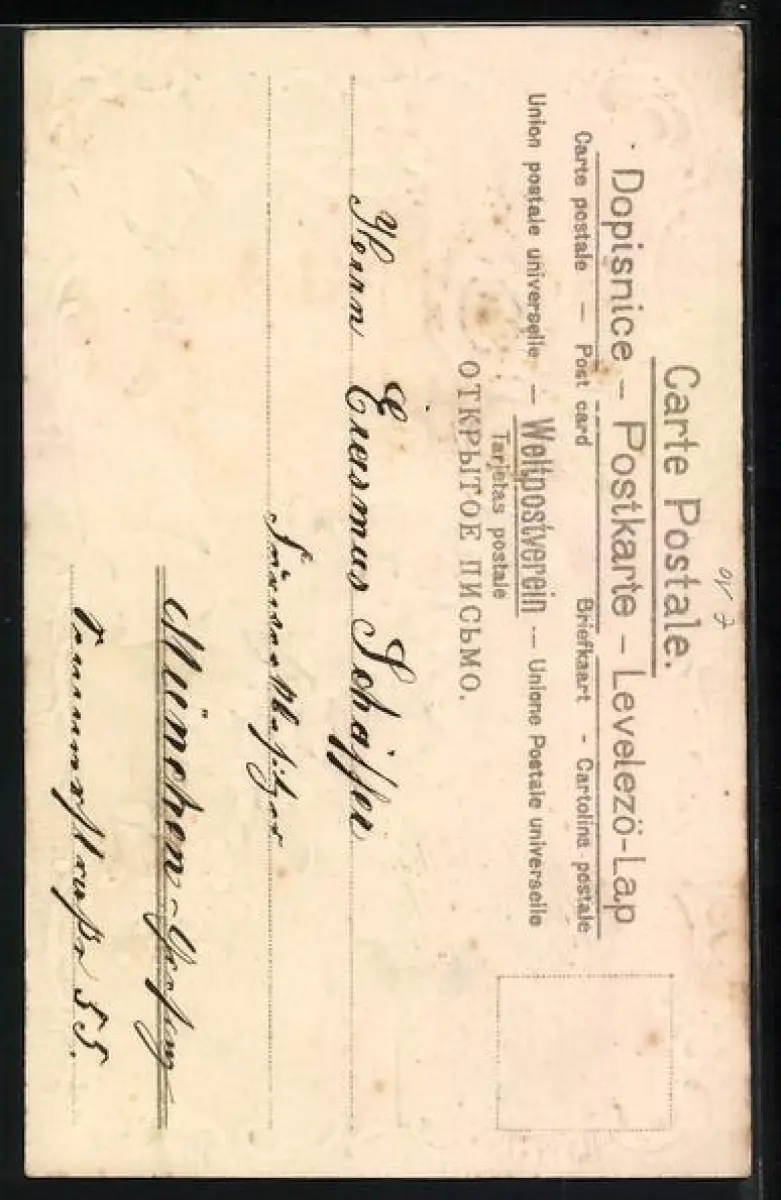 Carte Postale.
Dopisnice – Postkarte – Levelezö-Lap
Carte postale — Post card Briefkaart - Cartolina postale
Union postale universelle — Weltpostverein — Unione Postale universelle
Tarjetas postale
ОТКРЫТОЕ ПИСЬМО.
Herrn Erasmus Schäffer
München -
55.